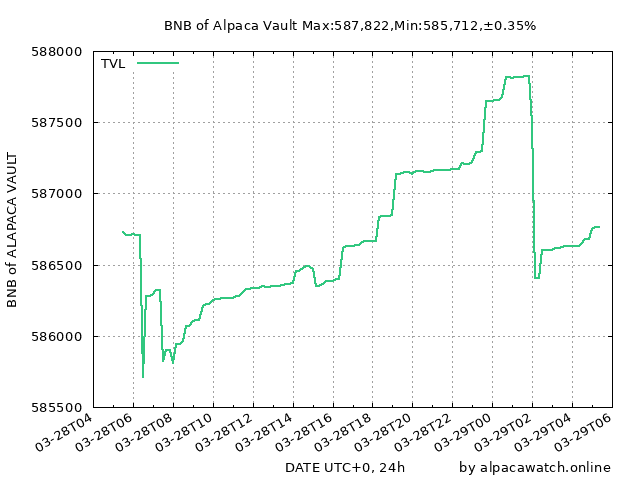 BNB of Alpaca Vault Max:587,822,Min:585,712,±0.35%
TVL
588000
587500
587000
586500
586000
585500
BNB of ALAPACA VAULT
03-28T04
03-28T06
03-28T08
03-28T10
03-28T12
03-28T14
03-28T16
03-28T18
03-28T20
03-28T22
03-29T00
03-29T02
03-29T04
03-29T06
DATE UTC+0, 24h
by alpacawatch.online